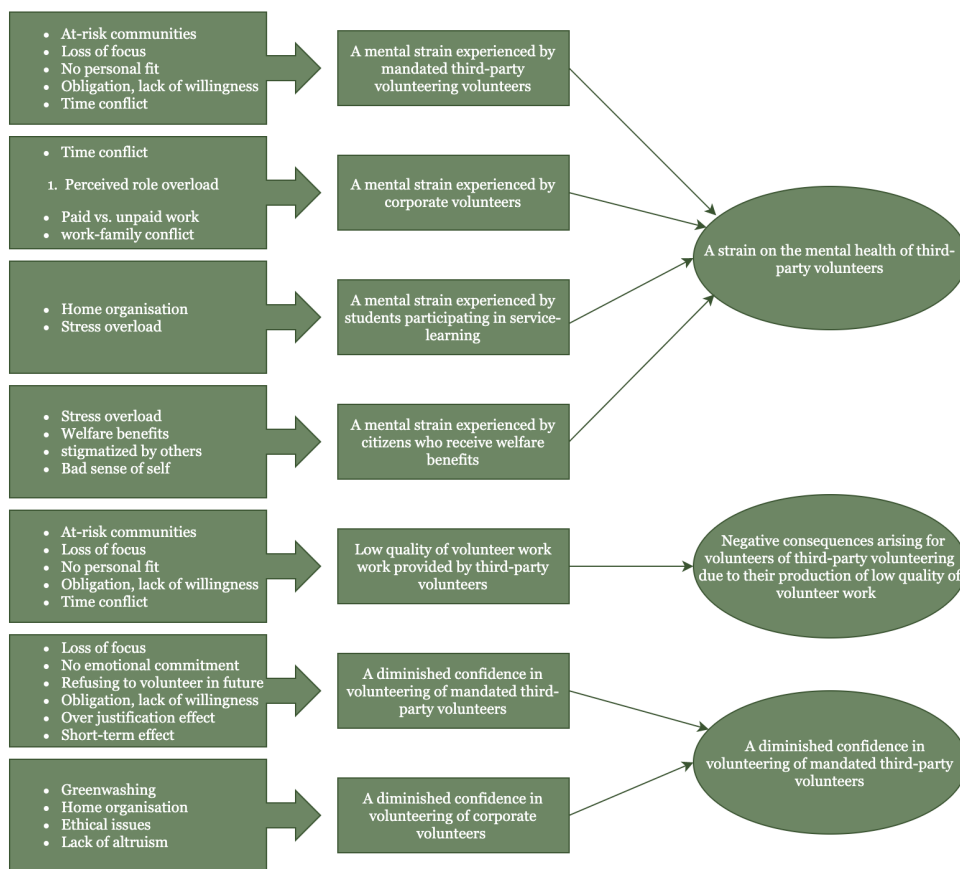 • At-risk communities
• Loss of focus
• No personal fit
• Obligation, lack of willingness
• Time conflict
A mental strain experienced by
mandated third-party
volunteering volunteers
• Time conflict
1. Perceived role overload
• Paid vs. unpaid work
• work-family conflict
A mental strain experienced by
corporate volunteers
• Home organisation
• Stress overload
A mental strain experienced by
students participating in service-
learning
• Stress overload
• Welfare benefits
• stigmatized by others
• Bad sense of self
A mental strain experienced by
citizens who receive welfare
benefits
A strain on the mental health of third-
party volunteers
• At-risk communities
• Loss of focus
• No personal fit
• Obligation, lack of willingness
• Time conflict
Low quality of volunteer work
work provided by third-party
volunteers
Negative consequences arising for
volunteers of third-party volunteering
due to their production of low quality of
volunteer work
• Loss of focus
• No emotional commitment
• Refusing to volunteer in future
• Obligation, lack of willingness
• Over justification effect
• Short-term effect
A diminished confidence in
volunteering of mandated third-
party volunteers
• Greenwashing
• Home organisation
• Ethical issues
• Lack of altruism
A diminished confidence in
volunteering of corporate
volunteers
A diminished confidence in
volunteering of mandated third-party
volunteers